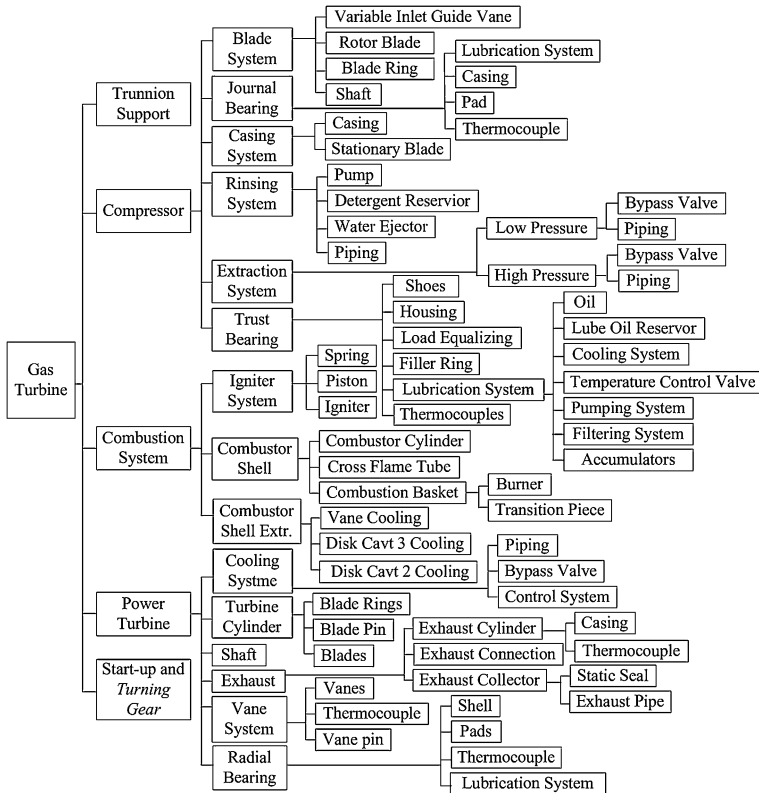 Gas
Turbine
Trunnion
Support
Compressor
Combustion
System
Power
Turbine
Start-up and
Turning
Gear
Blade
System
Variable Inlet Guide Vane
Rotor Blade
Blade Ring
Shaft
Journal
Bearing
Lubrication System
Casing
Pad
Thermocouple
Casing
System
Casing
Stationary Blade
Rinsing
System
Pump
Detergent Reservior
Water Ejector
Piping
Extraction
System
Low Pressure
Bypass Valve
Piping
High Pressure
Bypass Valve
Piping
Trust
Bearing
Shoes
Housing
Load Equalizing
Filler Ring
Lubrication System
Thermocouples
Oil
Lube Oil Reservor
Cooling System
Temperature Control Valve
Pumping System
Filtering System
Accumulators
Igniter
System
Spring
Piston
Igniter
Combustor
Shell
Combustor Cylinder
Cross Flame Tube
Combustion Basket
Burner
Transition Piece
Combustor
Shell Extr.
Vane Cooling
Disk Cavt 3 Cooling
Disk Cavt 2 Cooling
Cooling
Systme
Piping
Bypass Valve
Control System
Turbine
Cylinder
Blade Rings
Blade Pin
Blades
Shaft
Exhaust
Exhaust Cylinder
Casing
Thermocouple
Exhaust Connection
Exhaust Collector
Static Seal
Exhaust Pipe
Vane
System
Vanes
Thermocouple
Vane pin
Radial
Bearing
Shell
Pads
Thermocouple
Lubrication System